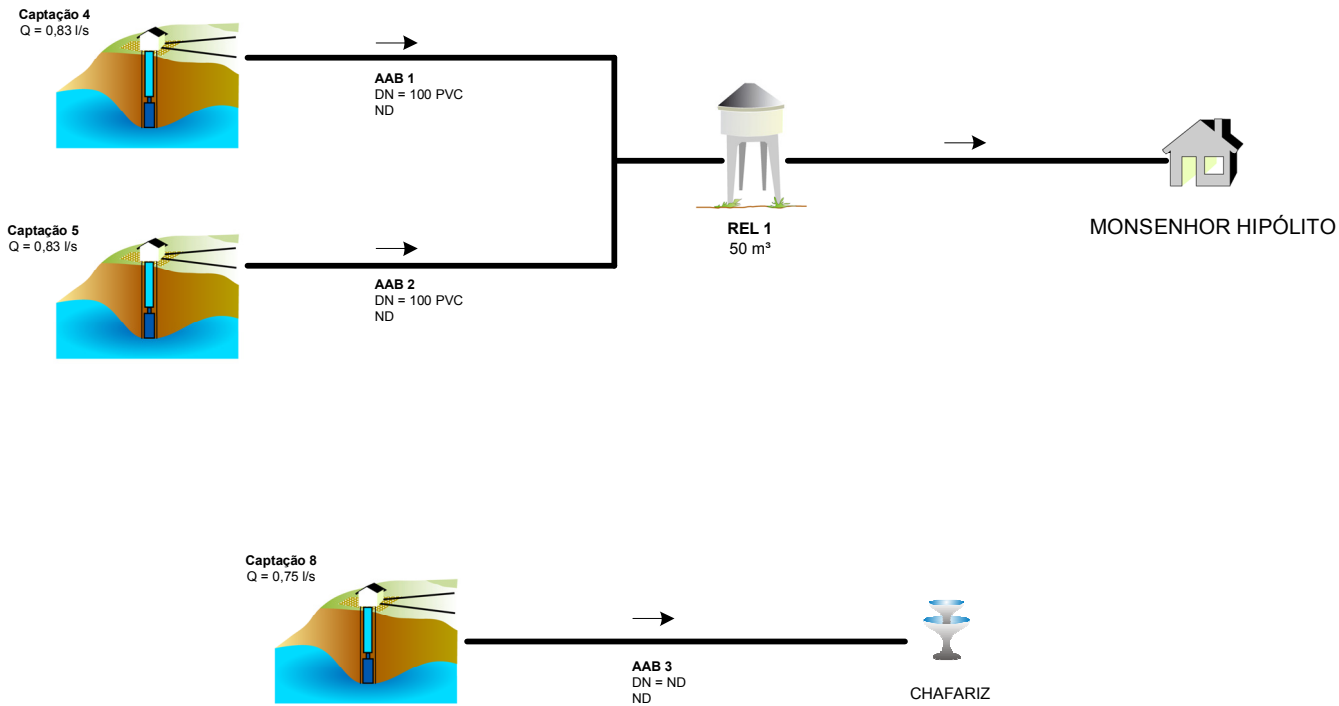 Captação 4
Q = 0,83 l/s
AAB 1
DN = 100 PVC
ND
REL 1
50 m³
MONSENHOR HIPÓLITO
Captação 5
Q = 0,83 l/s
AAB 2
DN = 100 PVC
ND
Captação 8
Q = 0,75 l/s
AAB 3
DN = ND
ND
CHAFARIZ